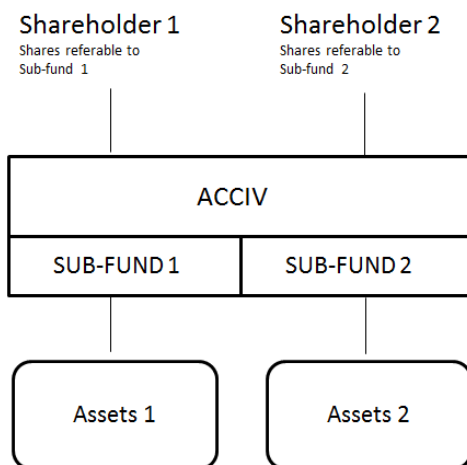 Shareholder 1
Shares referable to
Sub-fund 1
Shareholder 2
Shares referable to
Sub-fund 2
ACCIV
SUB-FUND 1
SUB-FUND 2
Assets 1
Assets 2